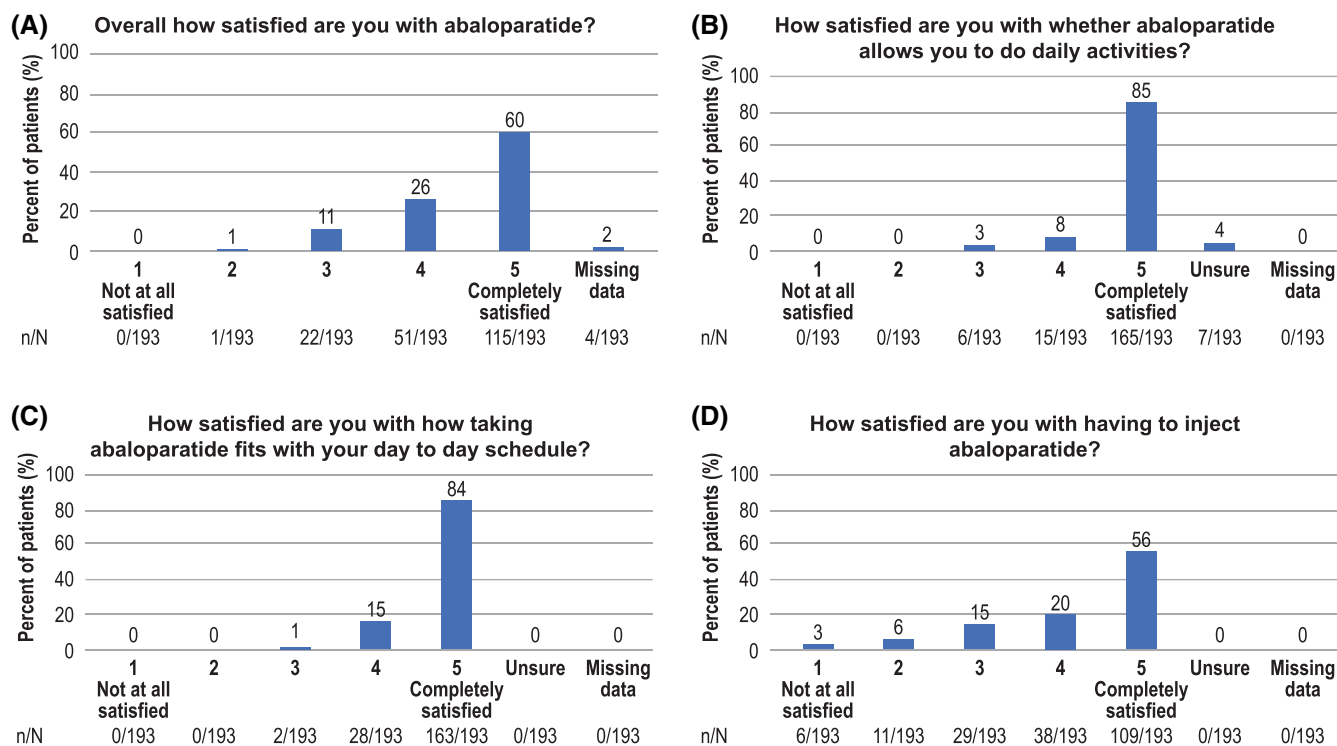 (A)
Overall how satisfied are you with abaloparatide?
Percent of patients (%)
100
80
60
40
20
0
0
1
11
26
60
2
1 2 3 4 5 Missing
Not at all Completely data
satisfied satisfied
n/N 0/193 1/193 22/193 51/193 115/193 4/193
(B)
How satisfied are you with whether abaloparatide
allows you to do daily activities?
Percent of patients (%)
100
80
60
40
20
0
0
0
3
8
85
4
0
1 2 3 4 5 Unsure Missing
Not at all Completely data
satisfied satisfied
n/N 0/193 0/193 6/193 15/193 165/193 7/193 0/193
(C)
How satisfied are you with how taking
abaloparatide fits with your day to day schedule?
Percent of patients (%)
100
80
60
40
20
0
0
0
1
15
84
0
0
1 2 3 4 5 Unsure Missing
Not at all Completely data
satisfied satisfied
n/N 0/193 0/193 2/193 28/193 163/193 0/193 0/193
(D)
How satisfied are you with having to inject
abaloparatide?
Percent of patients (%)
100
80
60
40
20
0
3
6
15
20
56
0
0
1 2 3 4 5 Unsure Missing
Not at all Completely data
satisfied satisfied
n/N 6/193 11/193 29/193 38/193 109/193 0/193 0/193